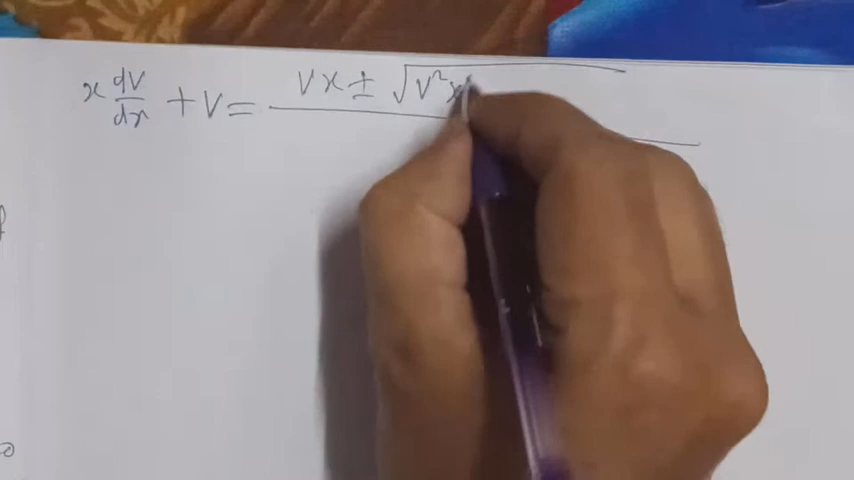 x dV/dx + V = Vx ± √V²x